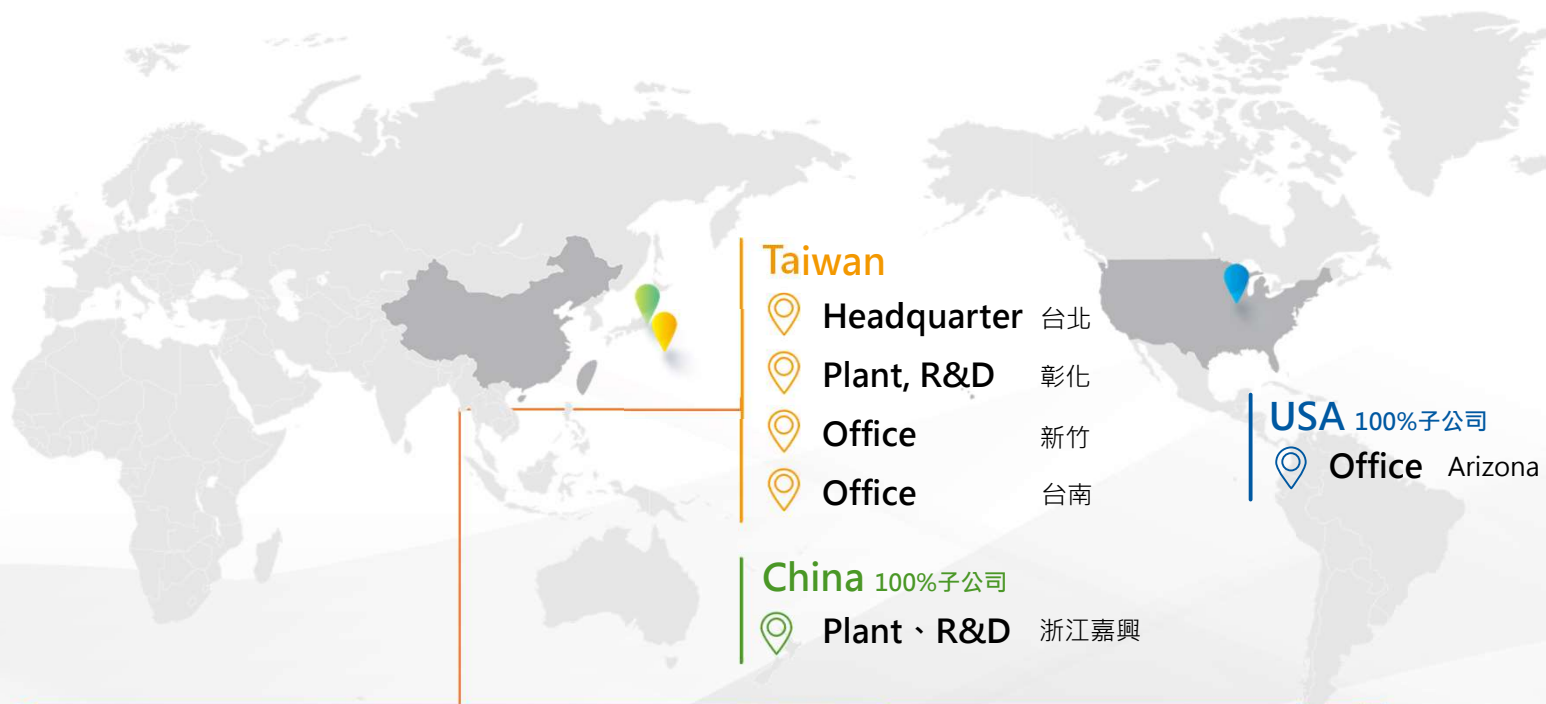 Taiwan
Headquarter 台北
Plant, R&D 彰化
Office 新竹
Office 台南
China 100%子公司
Plant、R&D 浙江嘉興
USA 100%子公司
Office Arizona